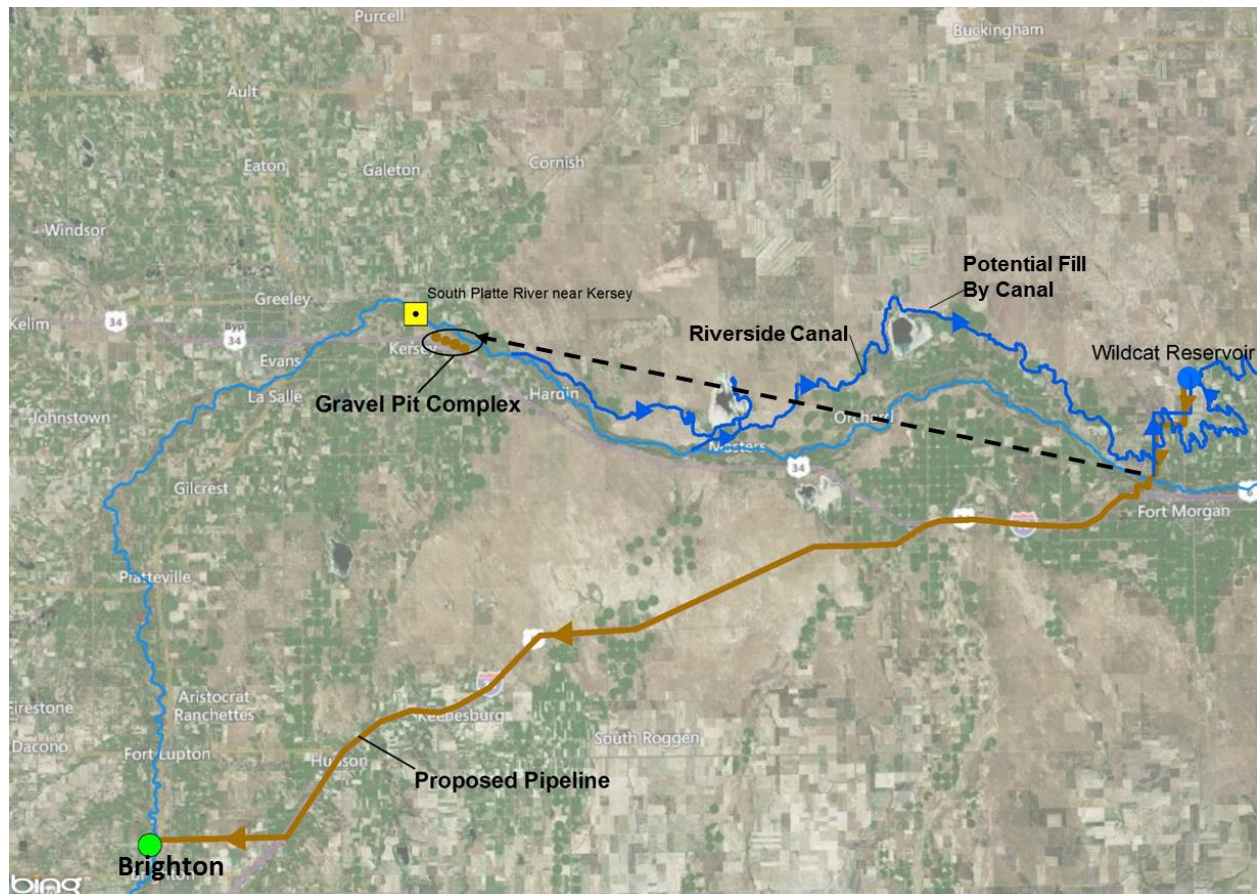 Purcell
Buckingham
Ault
Eaton
Galeton
Cornish
Windsor
Potential Fill
By Canal
South Platte River near Kersey
Greeley
Kelim
34
Byp
34
Riverside Canal
Wildcat Reservoir
Kersey
Evans
La Salle
Gravel Pit Complex
Hardin
Johnstown
Orchard
Masters
34
Gilcrest
Fort Morgan
Platteville
Aristocrat
Ranchettes
Firestone
Keenesburg
Dacono
Fort Lupton
South Roggen
Hudson
Proposed Pipeline
Brighton
Brighton
bing